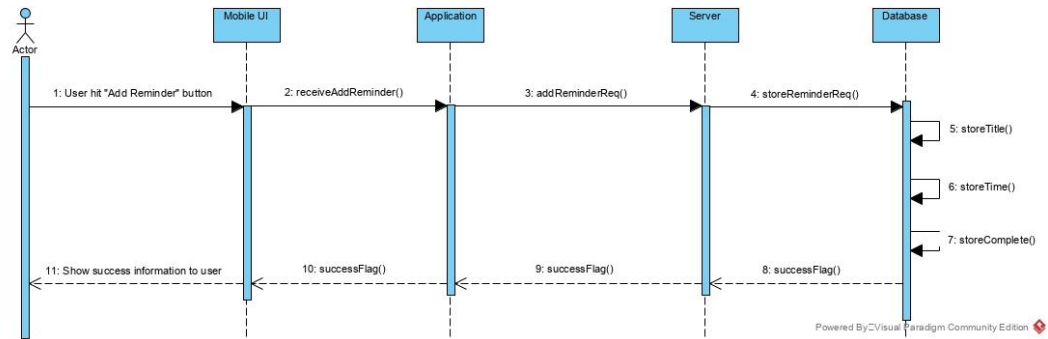 Mobile UI
Application
Server
Database
Actor
1: User hit "Add Reminder" button
2: receiveAddReminder()
3: addReminderReq()
4: storeReminderReq()
5: storeTitle()
6: storeTime()
7: storeComplete()
11: Show success information to user
10: successFlag()
9: successFlag()
8: successFlag()
Powered By Visual Paradigm Community Edition